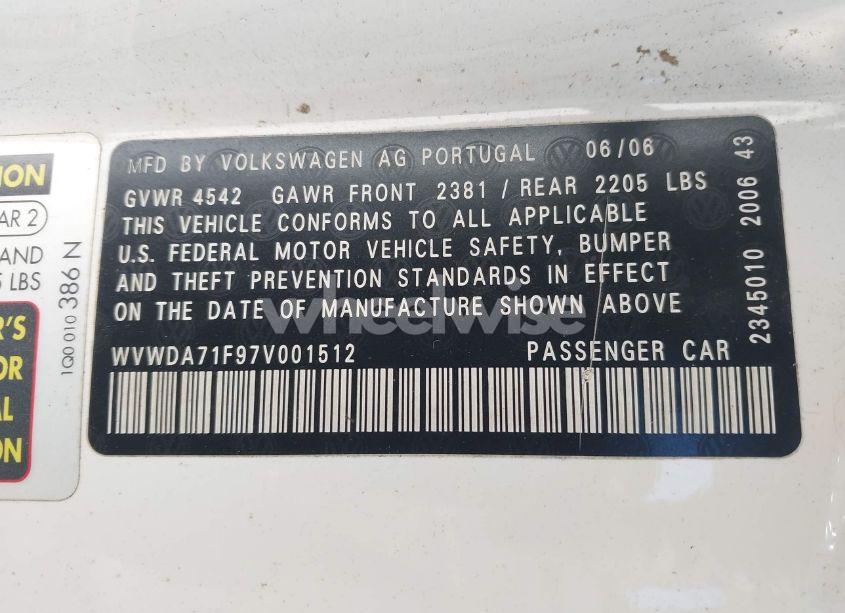 ION
AR 2
AND
5 LBS
R'S
OR
AL
ON
1Q0 010 386 N
MFD BY VOLKSWAGEN AG PORTUGAL 06/06
GVWR 4542 GAWR FRONT 2381 / REAR 2205 LBS
THIS VEHICLE CONFORMS TO ALL APPLICABLE
U.S. FEDERAL MOTOR VEHICLE SAFETY, BUMPER
AND THEFT PREVENTION STANDARDS IN EFFECT
ON THE DATE OF MANUFACTURE SHOWN ABOVE
WVWDA71F97V001512 PASSENGER CAR
2345010 2006 43
wheelwise